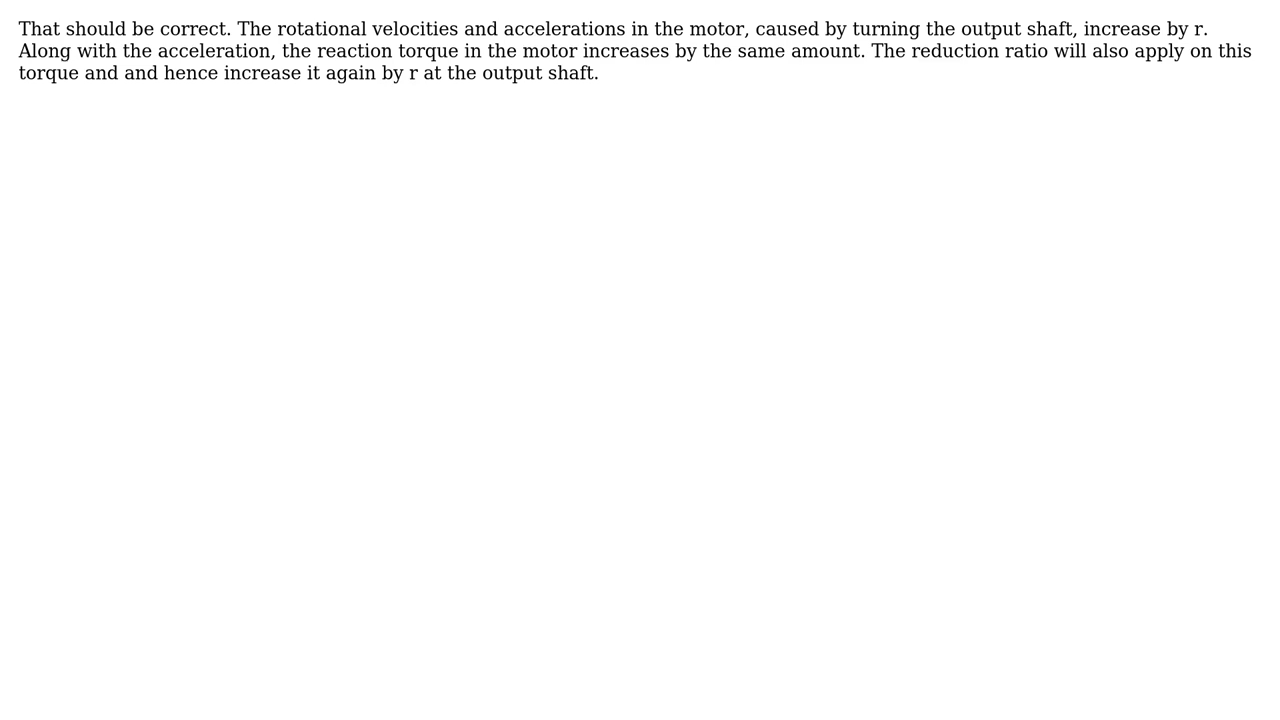 That should be correct. The rotational velocities and accelerations in the motor, caused by turning the output shaft, increase by r.
Along with the acceleration, the reaction torque in the motor increases by the same amount. The reduction ratio will also apply on this
torque and and hence increase it again by r at the output shaft.